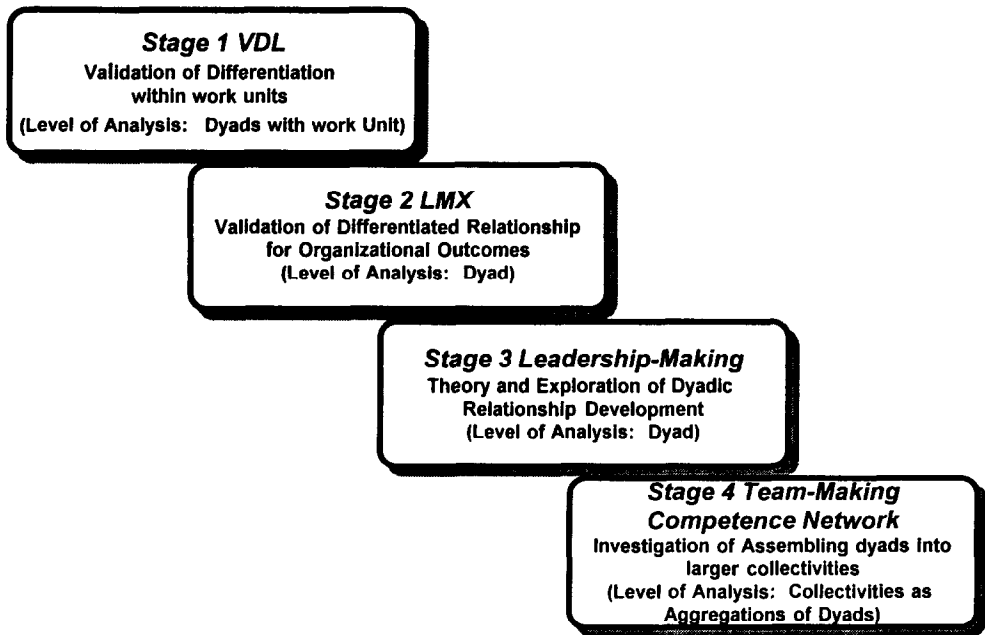 Stage 1 VDL
Validation of Differentiation
within work units
(Level of Analysis: Dyads with work Unit)
Stage 2 LMX
Validation of Differentiated Relationship
for Organizational Outcomes
(Level of Analysis: Dyad)
Stage 3 Leadership-Making
Theory and Exploration of Dyadic
Relationship Development
(Level of Analysis: Dyad)
Stage 4 Team-Making
Competence Network
Investigation of Assembling dyads into
larger collectivities
(Level of Analysis: Collectivities as
Aggregations of Dyads)